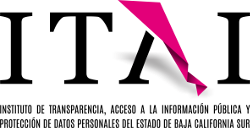 ITAI
INSTITUTO DE TRANSPARENCIA, ACCESO A LA INFORMACIÓN PÚBLICA Y
PROTECCIÓN DE DATOS PERSONALES DEL ESTADO DE BAJA CALIFORNIA SUR